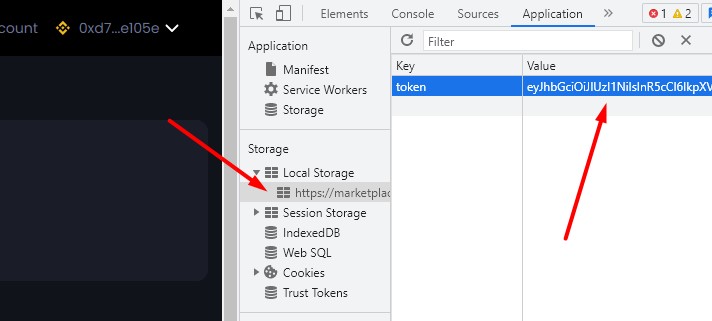 count 0xd7...e105e
Elements Console Sources Application 1 2
Application
Manifest
Service Workers
Storage
Storage
Local Storage
https://marketplac
Session Storage
IndexedDB
Web SQL
Cookies
Trust Tokens
Filter
Key Value
token eyJhbGciOiJIUzI1NiIsInR5cCI6IkpXV